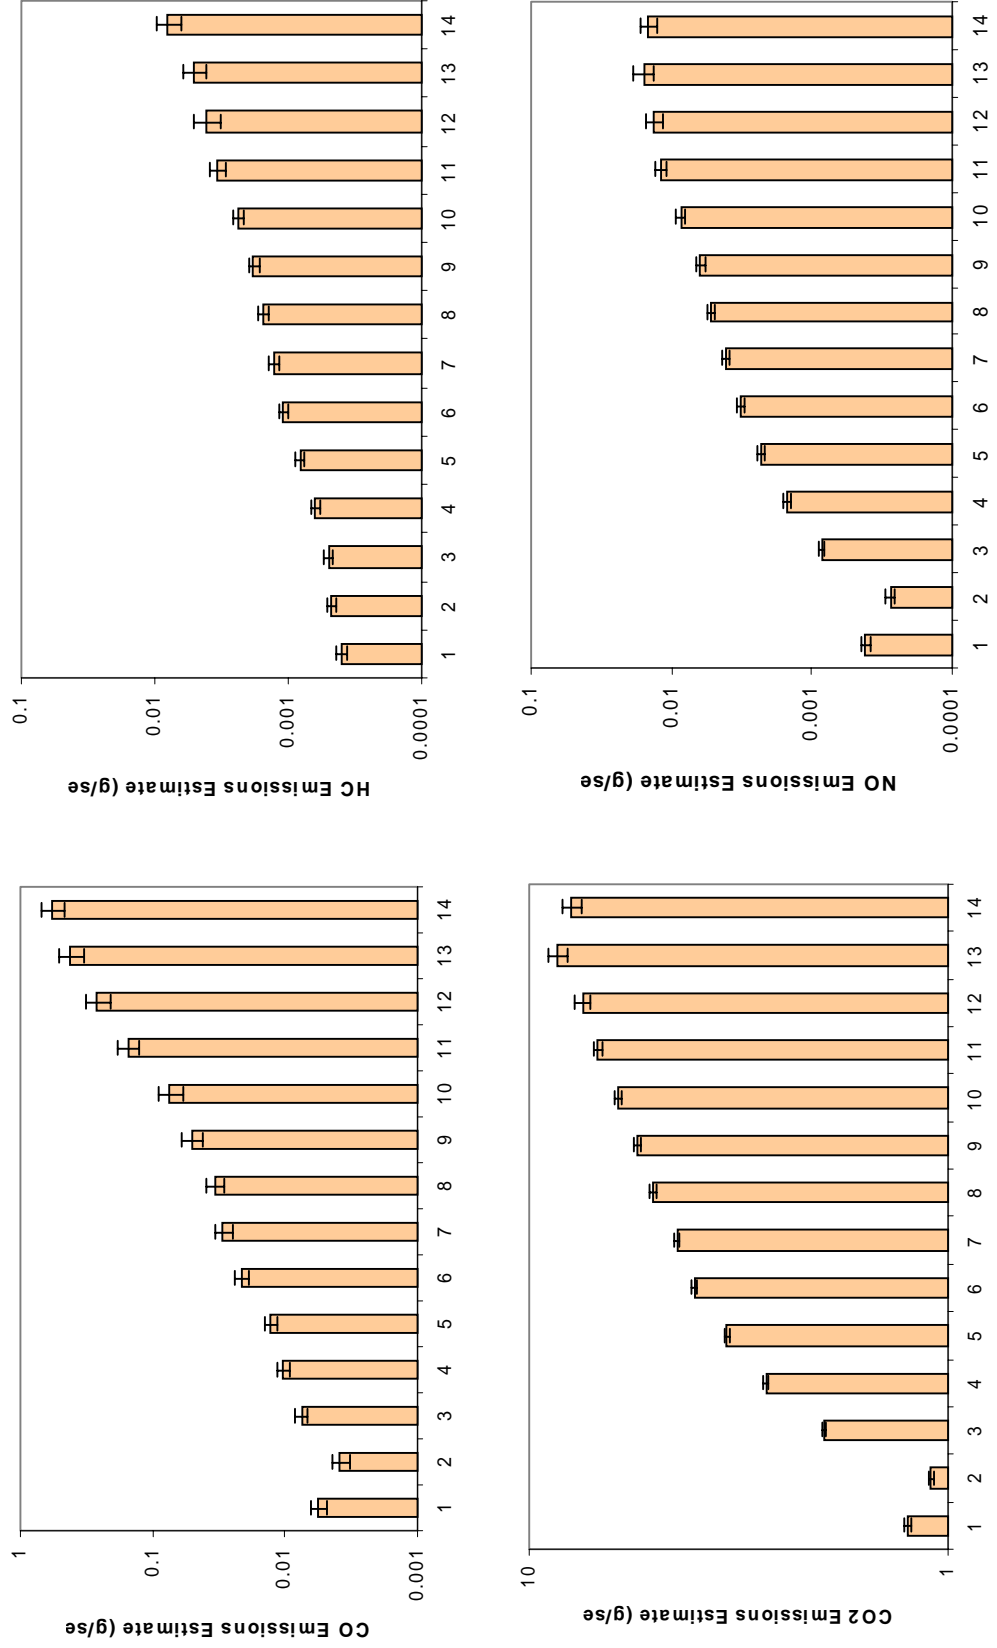 CO Emissions Estimate (g/se
1
0.1
0.01
0.001
1 2 3 4 5 6 7 8 9 10 11 12 13 14
HC Emissions Estimate (g/se
0.1
0.01
0.001
0.0001
1 2 3 4 5 6 7 8 9 10 11 12 13 14
CO2 Emissions Estimate (g/se
10
1
1 2 3 4 5 6 7 8 9 10 11 12 13 14
NO Emissions Estimate (g/se
0.1
0.01
0.001
0.0001
1 2 3 4 5 6 7 8 9 10 11 12 13 14